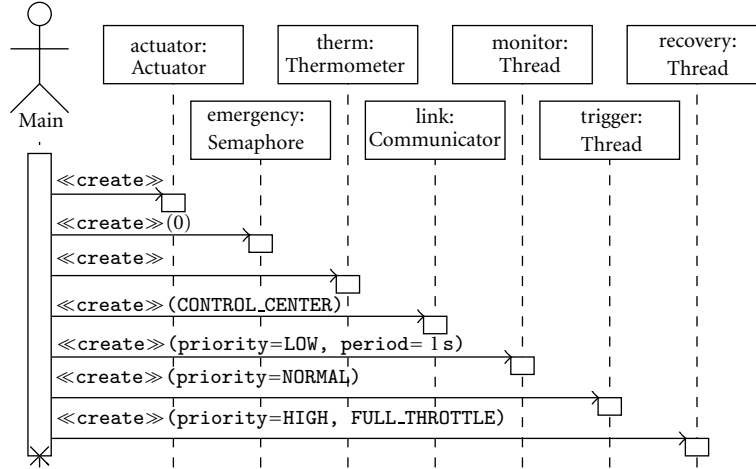 actuator:
Actuator
therm:
Thermometer
monitor:
Thread
recovery:
Thread
Main
emergency:
Semaphore
link:
Communicator
trigger:
Thread
≪create≫
≪create≫(0)
≪create≫
≪create≫(CONTROL_CENTER)
≪create≫(priority=LOW, period= 1 s)
≪create≫(priority=NORMAL)
≪create≫(priority=HIGH, FULL_THROTTLE)